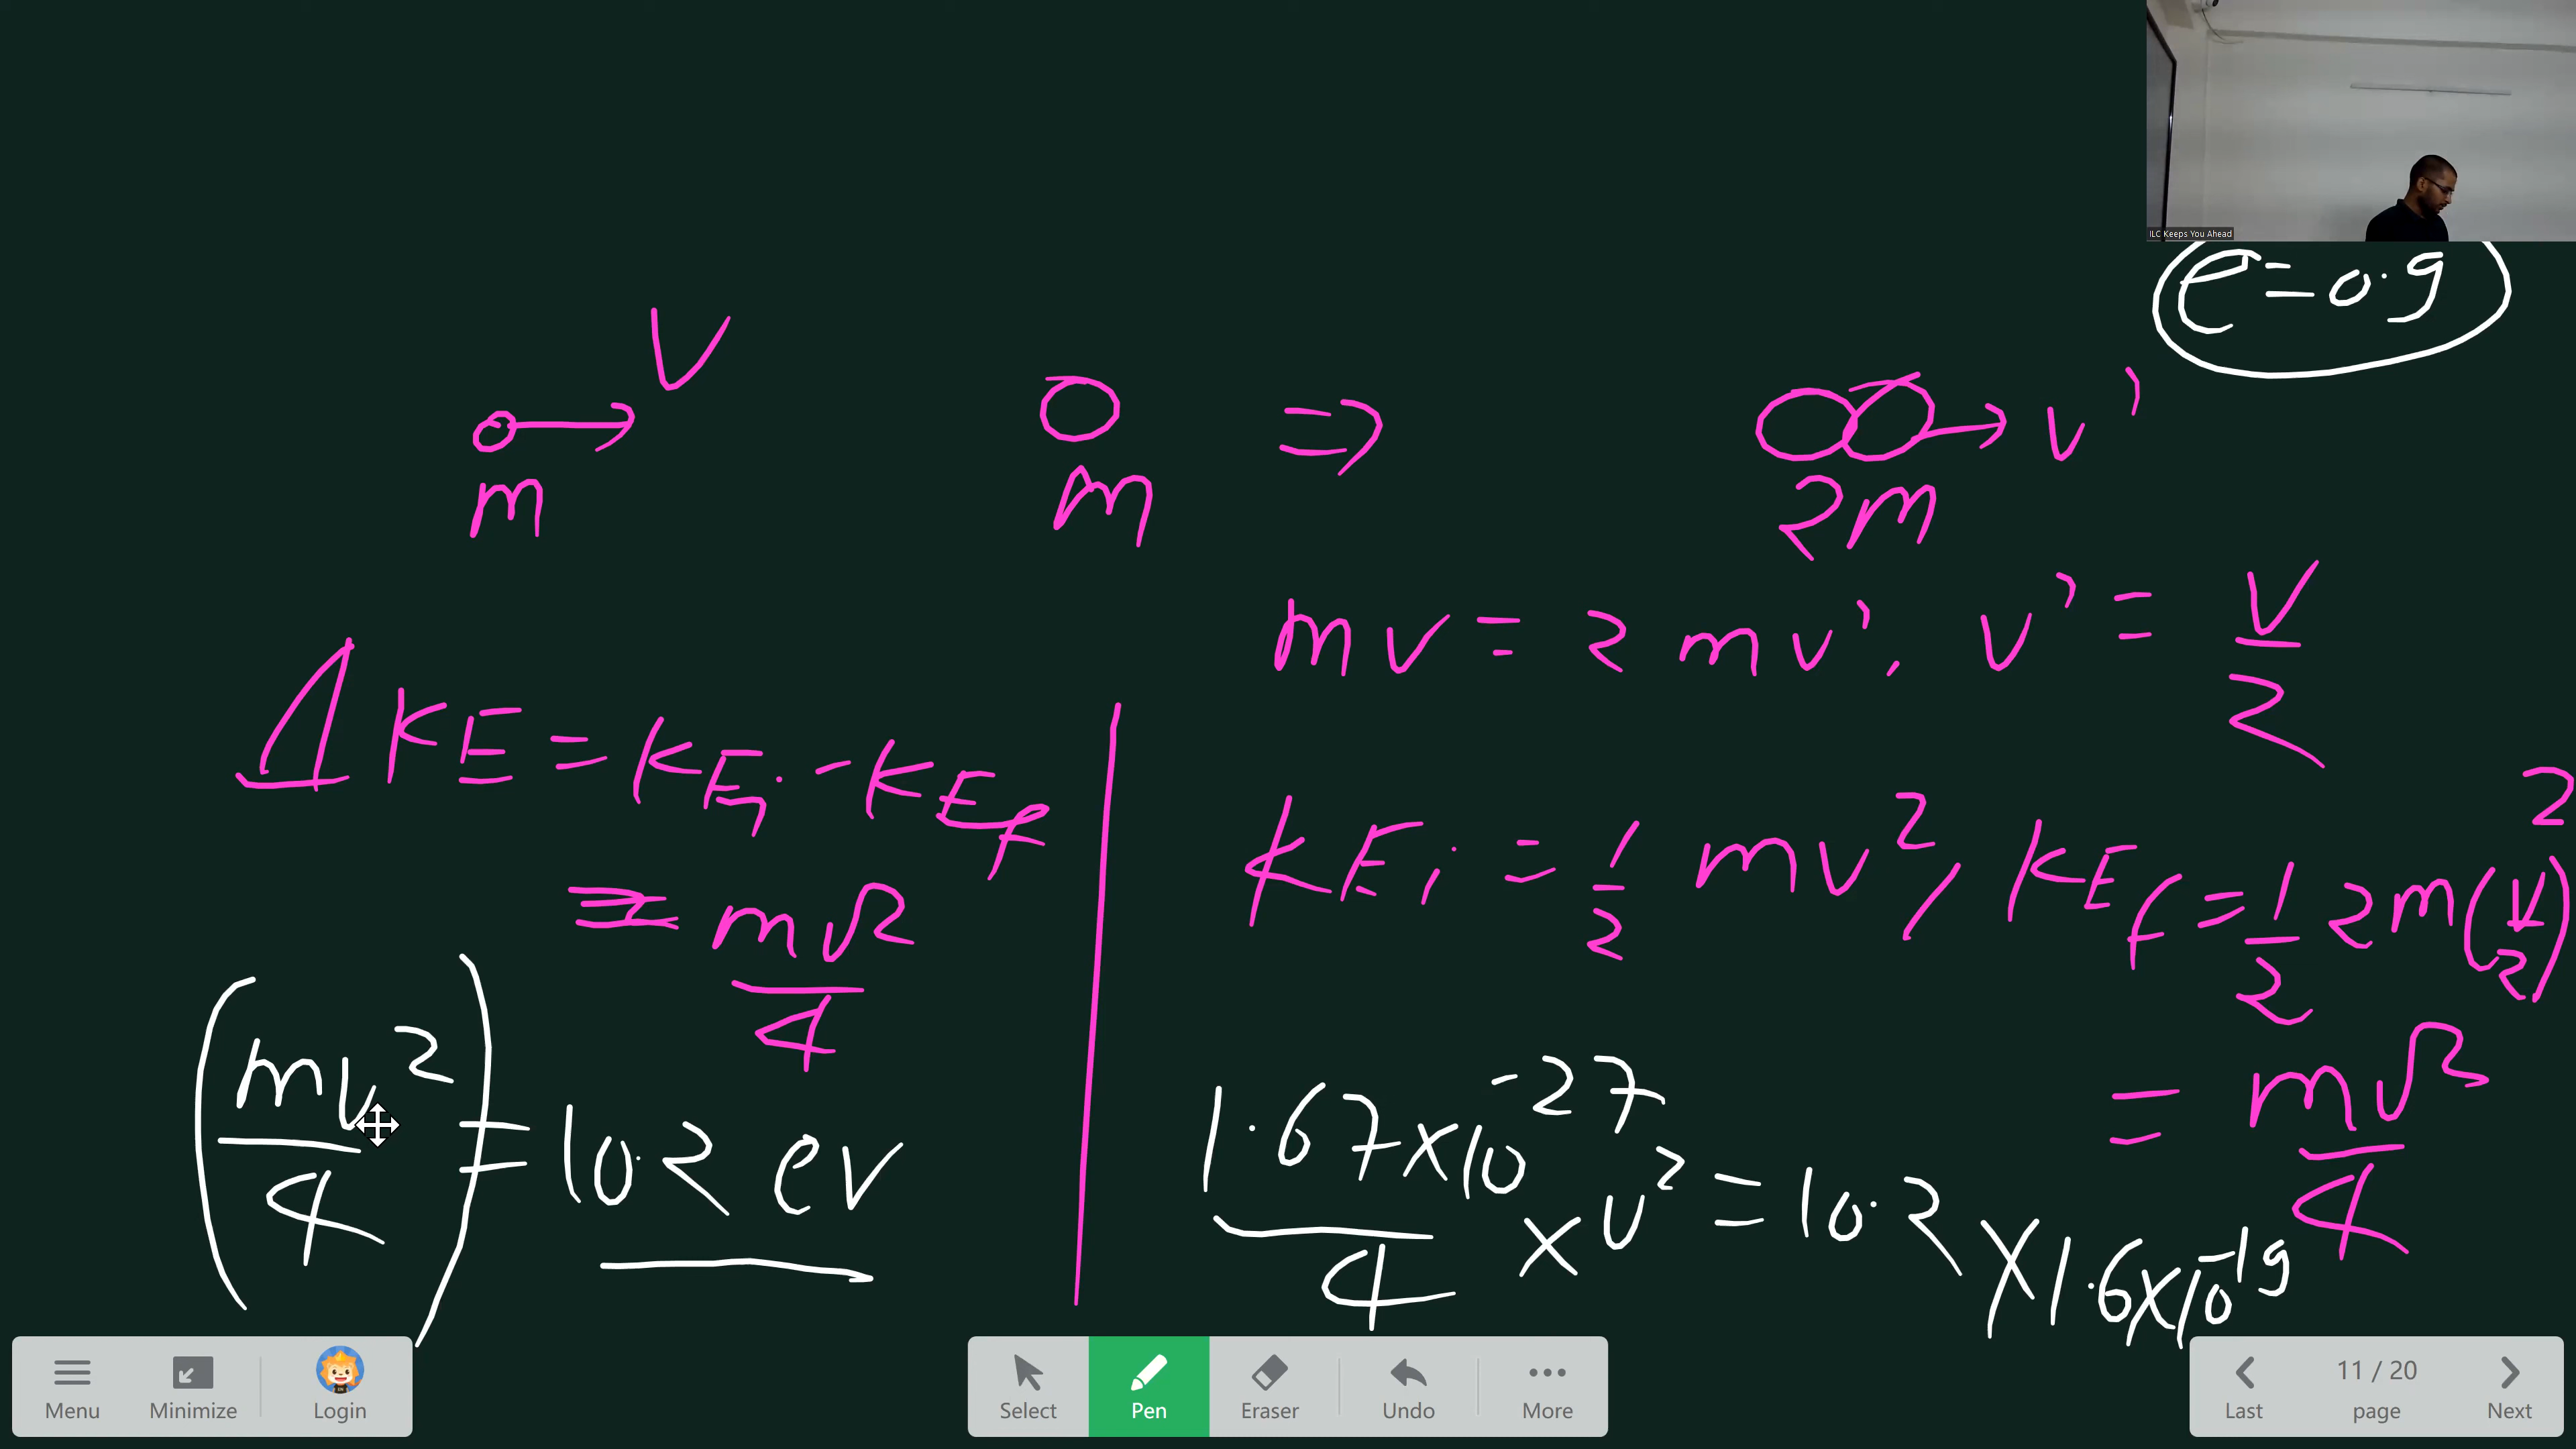 ILC Keeps You Ahead
e = 0.9
V
m
m
⇒
v'
2m
mv = 2mv', v' = v/2
ΔKE = KEi - KEf
= mv²/4
KEi = 1/2 mv², KEf = 1/2 2m(v/2)²
= mv²/4
(mv²/4) = 10.2 ev
1.67×10⁻²⁷/4 × v² = 10.2 × 1.6×10⁻¹⁹
Menu
Minimize
Login
Select
Pen
Eraser
Undo
More
Last
11 / 20
page
Next